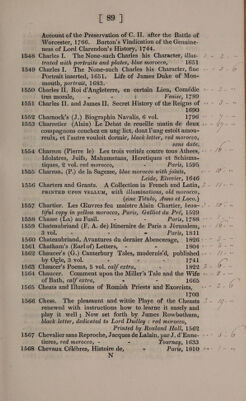 [ 89 ]
Account of the Preservation of C. II. after the Battle of
Worcester, 1766. Barton's Vindication of the Genuine-
ness of Lord Clarendon's History, 1744.
1548 Charles I. The None-such Charles his Character, illus-
trated with portraits and plates, blue morocco, 1651
1549 Charles I. The None-such Charles his Character, fine
Portrait inserted, 1651. Life of James Duke of Mon-
mouth, portrait, 1683.
1550 Charles II. Roi d'Angleterre, en certain Lieu, Comédie
tres morale, Venise, 1789
1551 Charles II. and James II. Secret History of the Reigns of
1690
1552 Charnock's (J.) Biographia Navalis, 6 vol. 1796
1553 Charretier (Alain) Le Debat de reueille matin de deux
compagnons couchez en ung lict, dont l'ung estoit amou-
reulx, et l'autre vouloit dormir, black letter, red morocco,
sans date.
1554 Charron (Pierre le) Les trois verités contre tous Athees,
Idolatres, Juifs, Mahumetans, Heretiques et Schisma-
tiques, 2 vol. red morocco, Paris, 1595
1555 Charron, (P.) de la Sagesse, blue morocco with joints,
Leide, Elzevier, 1646
1556 Charters and Grants. A Collection in French and Latin,
PRINTED UPON VELLUM, with illuminations, old morocco,
(sine Titulo, Anno et Loco.)
1557 Chartier. Les Œuvres feu maistre Alain Chartier, beau-
tiful copy in yellow morocco, Paris, Galliot du Pré, 1529
1558 Chasse (La) au Fusil. Paris, 1788
1559 Chateaubriand (F. A. de) Itineraire de Paris a Jérusalem,
3 vol. Paris, 1811
1560 Chateaubriand, Avantures du dernier Abencerage, 1826
1561 Chatham's (Earl of) Letters, 1804
1562 Chaucer's (G.) Canterbury Tales, moderniz'd, published
by Ogle, 3 vol. 1741
1563 Chaucer's Poems, 5 vol. calf extra, 1822
1564 Chaucer. Comment upon the Miller's Tale and the Wife
of Bath, calf extra, 1665
1565 Cheats and Illusions of Romish Priests and Exorcists,
1703
1566 Chess. The pleasaunt and wittie Playe of the Cheasts
renewed with instructions how to learne it easely and
play it well; Now set forth by James Rowbothum,
black letter, dedicated to Lord Dudley: red morocco,
Printed by Rouland Hall, 1562
1567 Chevalier sans Reproche, Jacques de Lalain, par J. d'Enne-
tieres, red morocco, Tournay, 1633
1568 Chevaux Célèbres, Histoire de, Paris, 1810
N